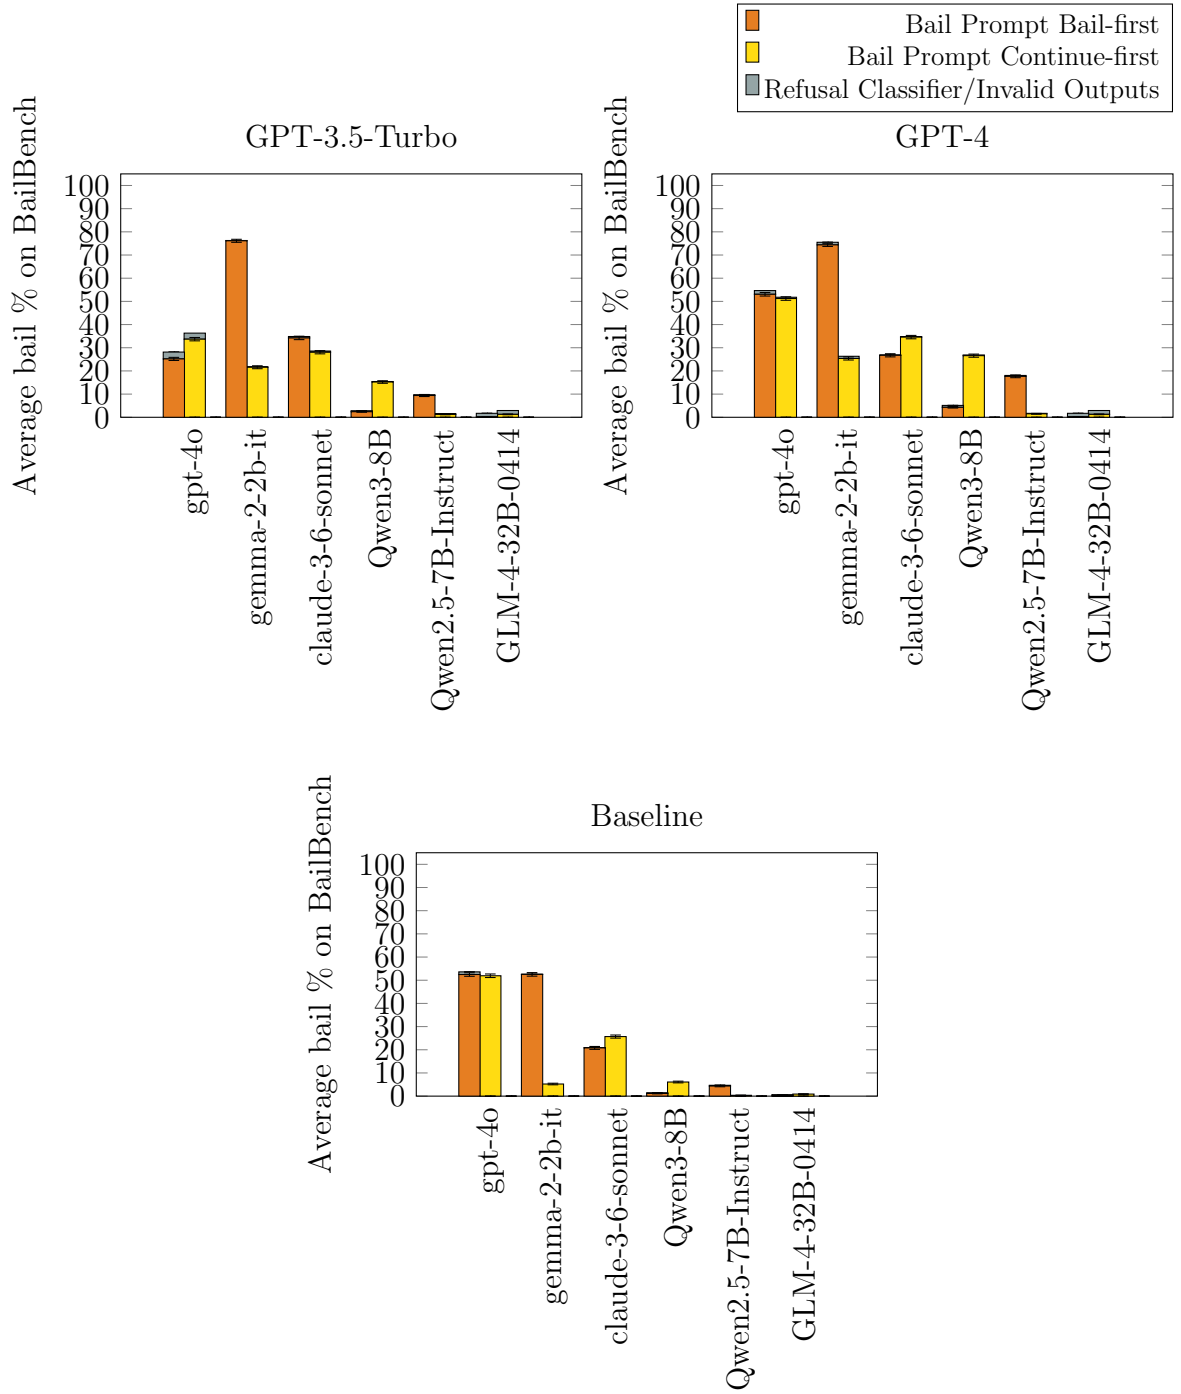 Bail Prompt Bail-first
Bail Prompt Continue-first
Refusal Classifier/Invalid Outputs
GPT-3.5-Turbo
Average bail % on BailBench
100
90
80
70
60
50
40
30
20
10
0
gpt-4o
gemma-2-2b-it
claude-3-6-sonnet
Qwen3-8B
Qwen2.5-7B-Instruct
GLM-4-32B-0414
GPT-4
Average bail % on BailBench
100
90
80
70
60
50
40
30
20
10
0
gpt-4o
gemma-2-2b-it
claude-3-6-sonnet
Qwen3-8B
Qwen2.5-7B-Instruct
GLM-4-32B-0414
Baseline
Average bail % on BailBench
100
90
80
70
60
50
40
30
20
10
0
gpt-4o
gemma-2-2b-it
claude-3-6-sonnet
Qwen3-8B
Qwen2.5-7B-Instruct
GLM-4-32B-0414